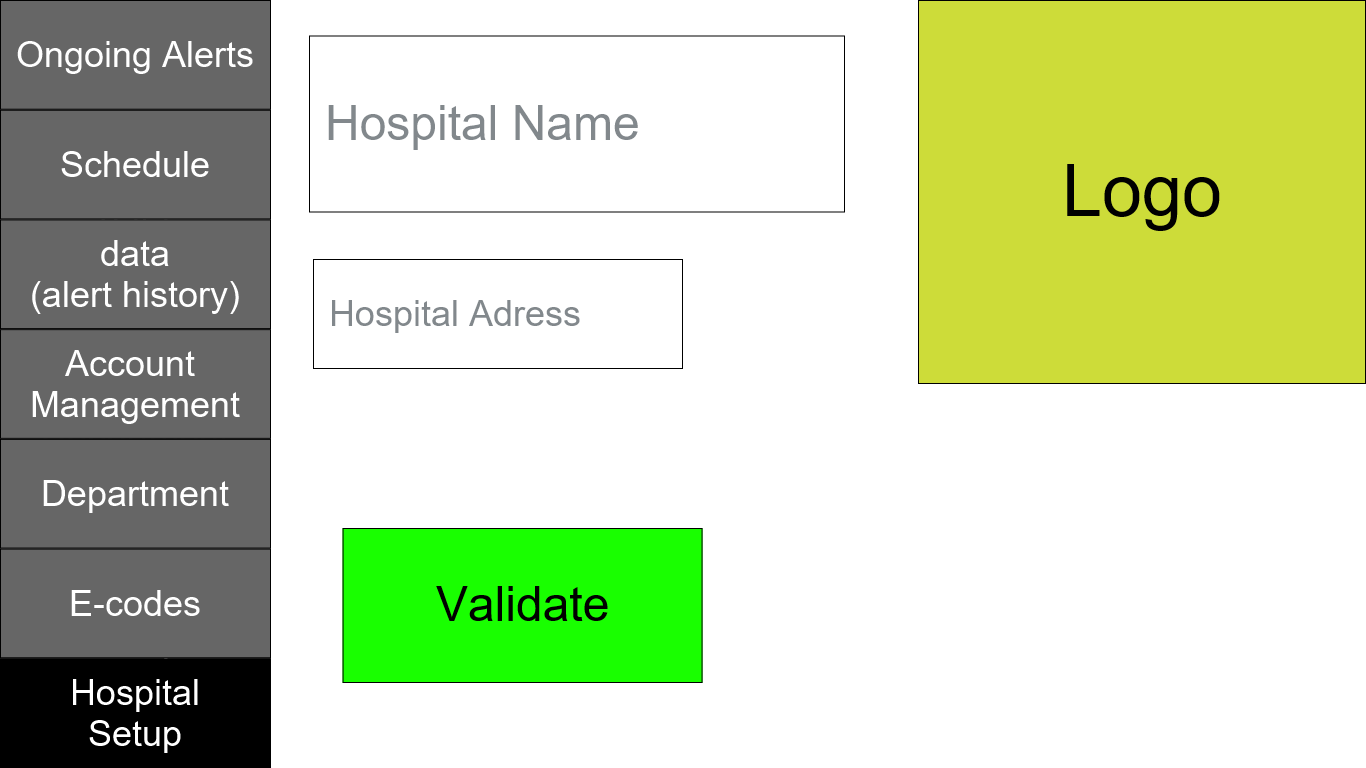 Ongoing Alerts
Schedule
data
(alert history)
Account
Management
Department
E-codes
Hospital
Setup
Hospital Name
Hospital Adress
Validate
Logo